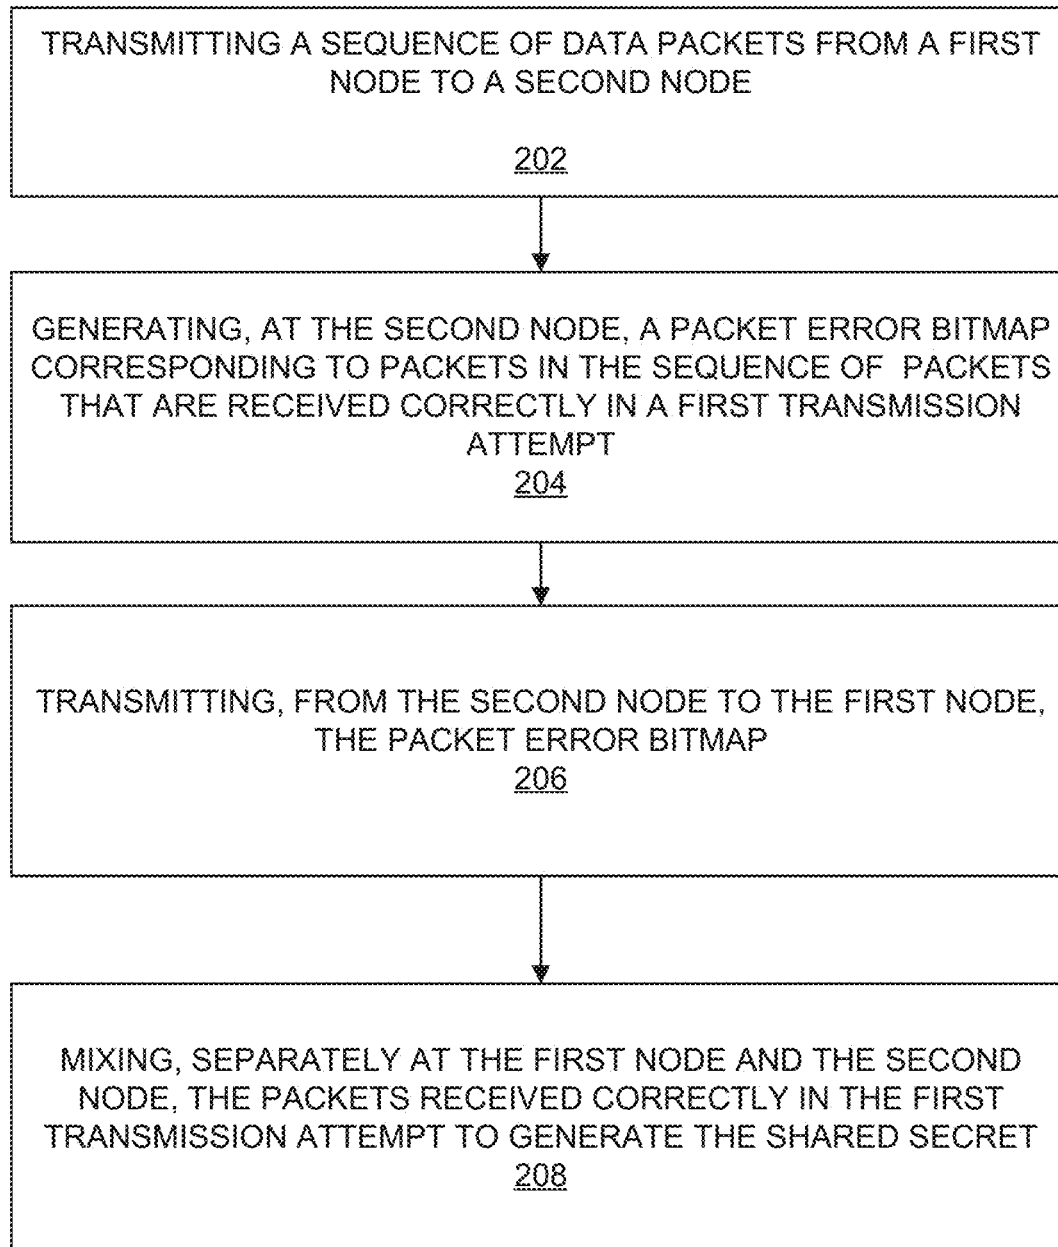 TRANSMITTING A SEQUENCE OF DATA PACKETS FROM A FIRST
NODE TO A SECOND NODE
202
GENERATING, AT THE SECOND NODE, A PACKET ERROR BITMAP
CORRESPONDING TO PACKETS IN THE SEQUENCE OF PACKETS
THAT ARE RECEIVED CORRECTLY IN A FIRST TRANSMISSION
ATTEMPT
204
TRANSMITTING, FROM THE SECOND NODE TO THE FIRST NODE,
THE PACKET ERROR BITMAP
206
MIXING, SEPARATELY AT THE FIRST NODE AND THE SECOND
NODE, THE PACKETS RECEIVED CORRECTLY IN THE FIRST
TRANSMISSION ATTEMPT TO GENERATE THE SHARED SECRET
208